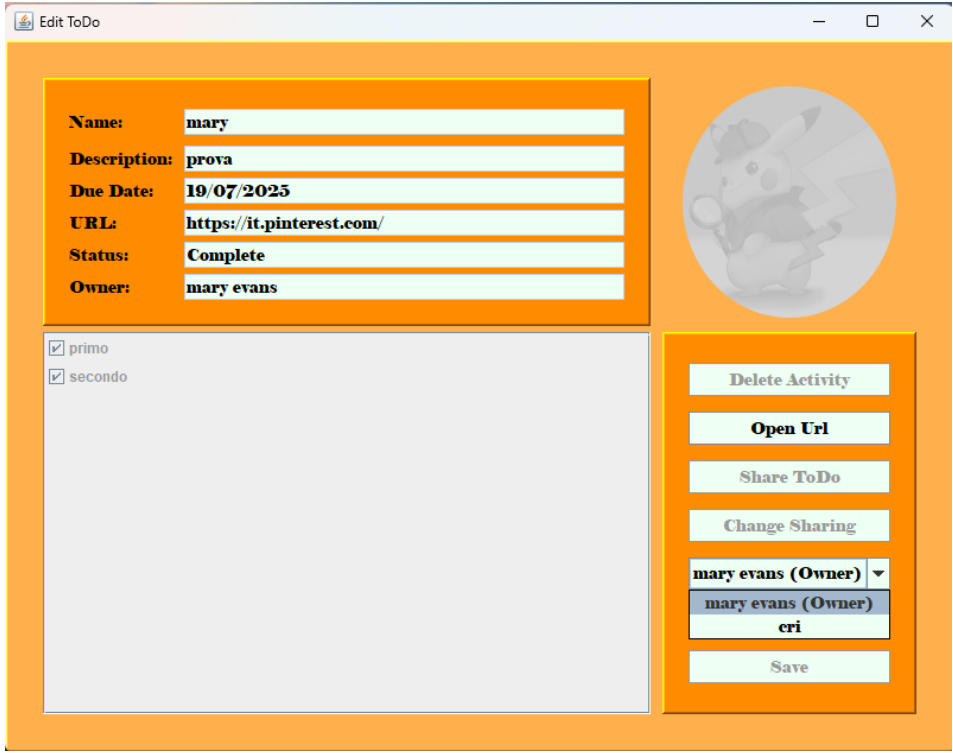 Edit ToDo
Name: mary
Description: prova
Due Date: 19/07/2025
URL: https://it.pinterest.com/
Status: Complete
Owner: mary evans
primo
secondo
Delete Activity
Open Url
Share ToDo
Change Sharing
mary evans (Owner)
mary evans (Owner)
cri
Save